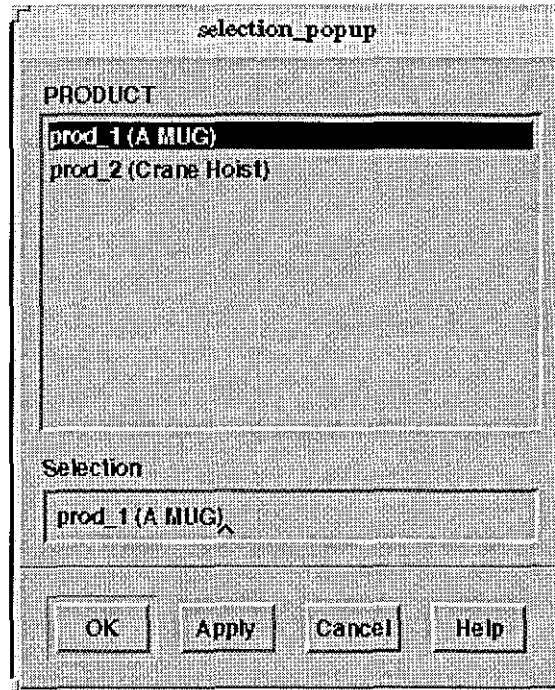 selection_popup
PRODUCT
prod_1 (A MUG)
prod_2 (Crane Hoist)
Selection
prod_1 (A MUG)
OK Apply Cancel Help